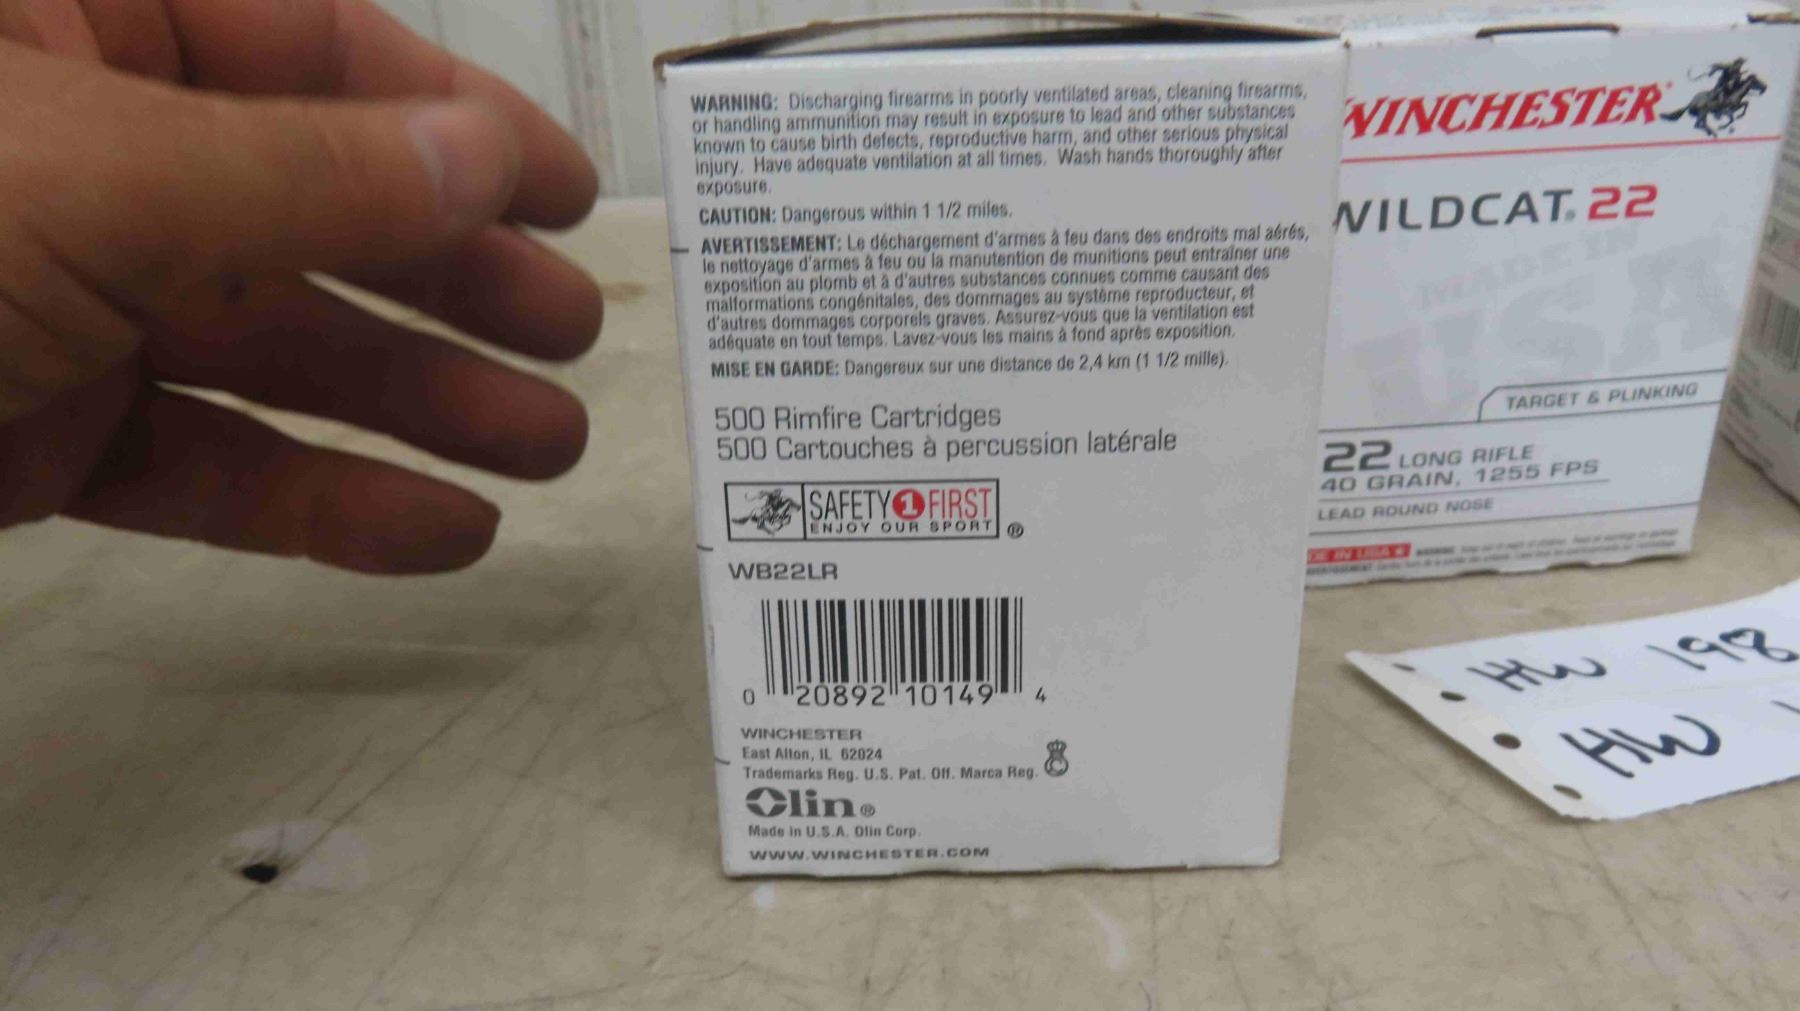 WARNING: Discharging firearms in poorly ventilated areas, cleaning firearms,
or handling ammunition may result in exposure to lead and other substances
known to cause birth defects, reproductive harm, and other serious physical
injury. Have adequate ventilation at all times. Wash hands thoroughly after
exposure.
CAUTION: Dangerous within 1 1/2 miles.
AVERTISSEMENT: Le déchargement d'armes à feu dans des endroits mal aérés,
le nettoyage d'armes à feu ou la manutention de munitions peut entraîner une
exposition au plomb et à d'autres substances connues comme causant des
malformations congénitales, des dommages au système reproducteur, et
d'autres dommages corporels graves. Assurez-vous que la ventilation est
adéquate en tout temps. Lavez-vous les mains à fond après exposition.
MISE EN GARDE: Dangereux sur une distance de 2,4 km (1 1/2 mille).
500 Rimfire Cartridges
500 Cartouches à percussion latérale
SAFETY 1 FIRST
ENJOY OUR SPORT ®
WB22LR
0 20892 10149 4
WINCHESTER
East Alton, IL 62024
Trademarks Reg. U.S. Pat. Off. Marca Reg.
Olin®
Made in U.S.A. Olin Corp.
WWW.WINCHESTER.COM
WINCHESTER
WILDCAT® 22
MADE IN
USA
TARGET & PLINKING
22 LONG RIFLE
40 GRAIN, 1255 FPS
LEAD ROUND NOSE
DE IN USA
HW 198
HW